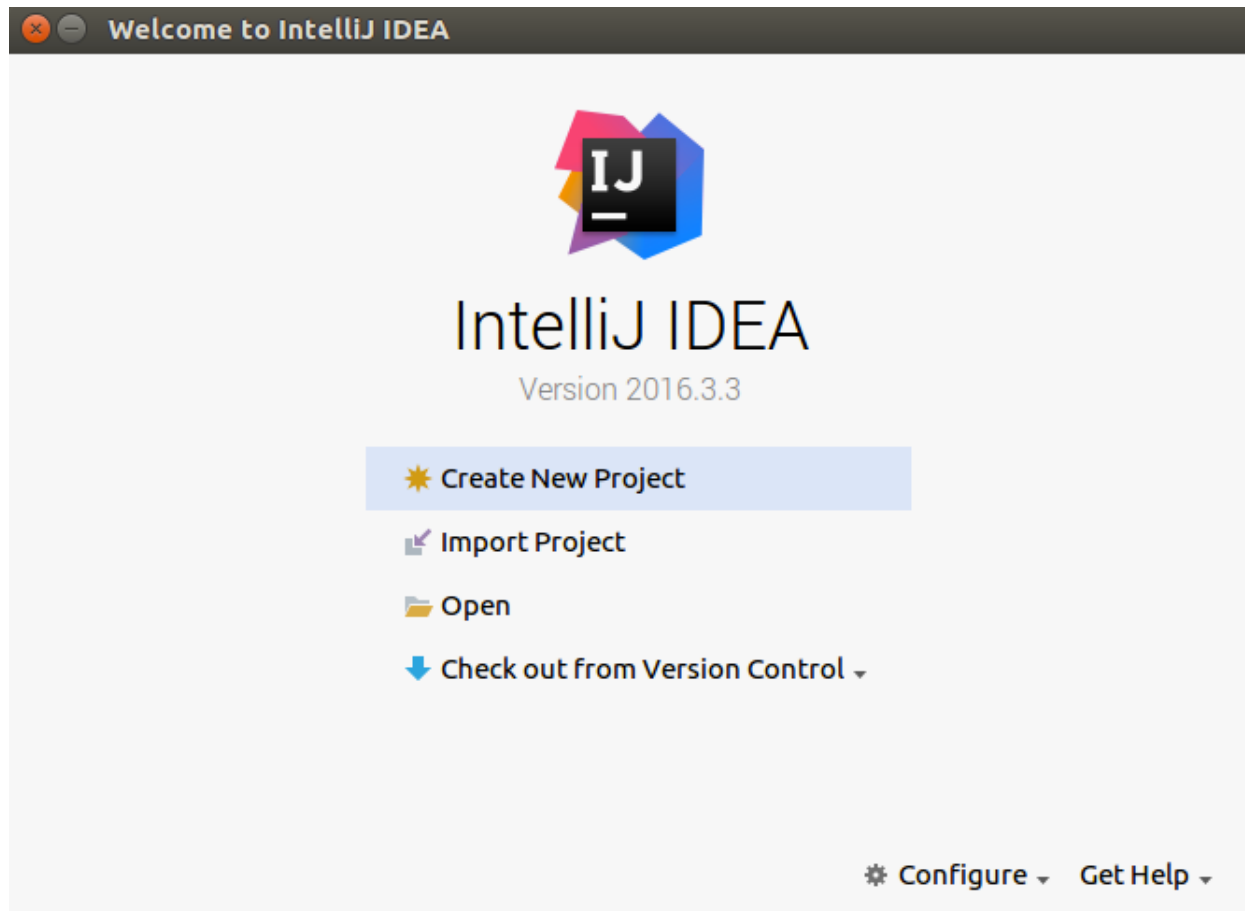 Welcome to IntelliJ IDEA
IJ
IntelliJ IDEA
Version 2016.3.3
Create New Project
Import Project
Open
Check out from Version Control
Configure Get Help